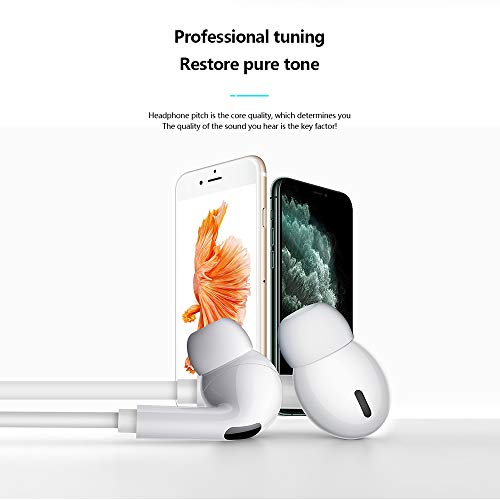 Professional tuning
Restore pure tone
Headphone pitch is the core quality, which determines you
The quality of the sound you hear is the key factor!